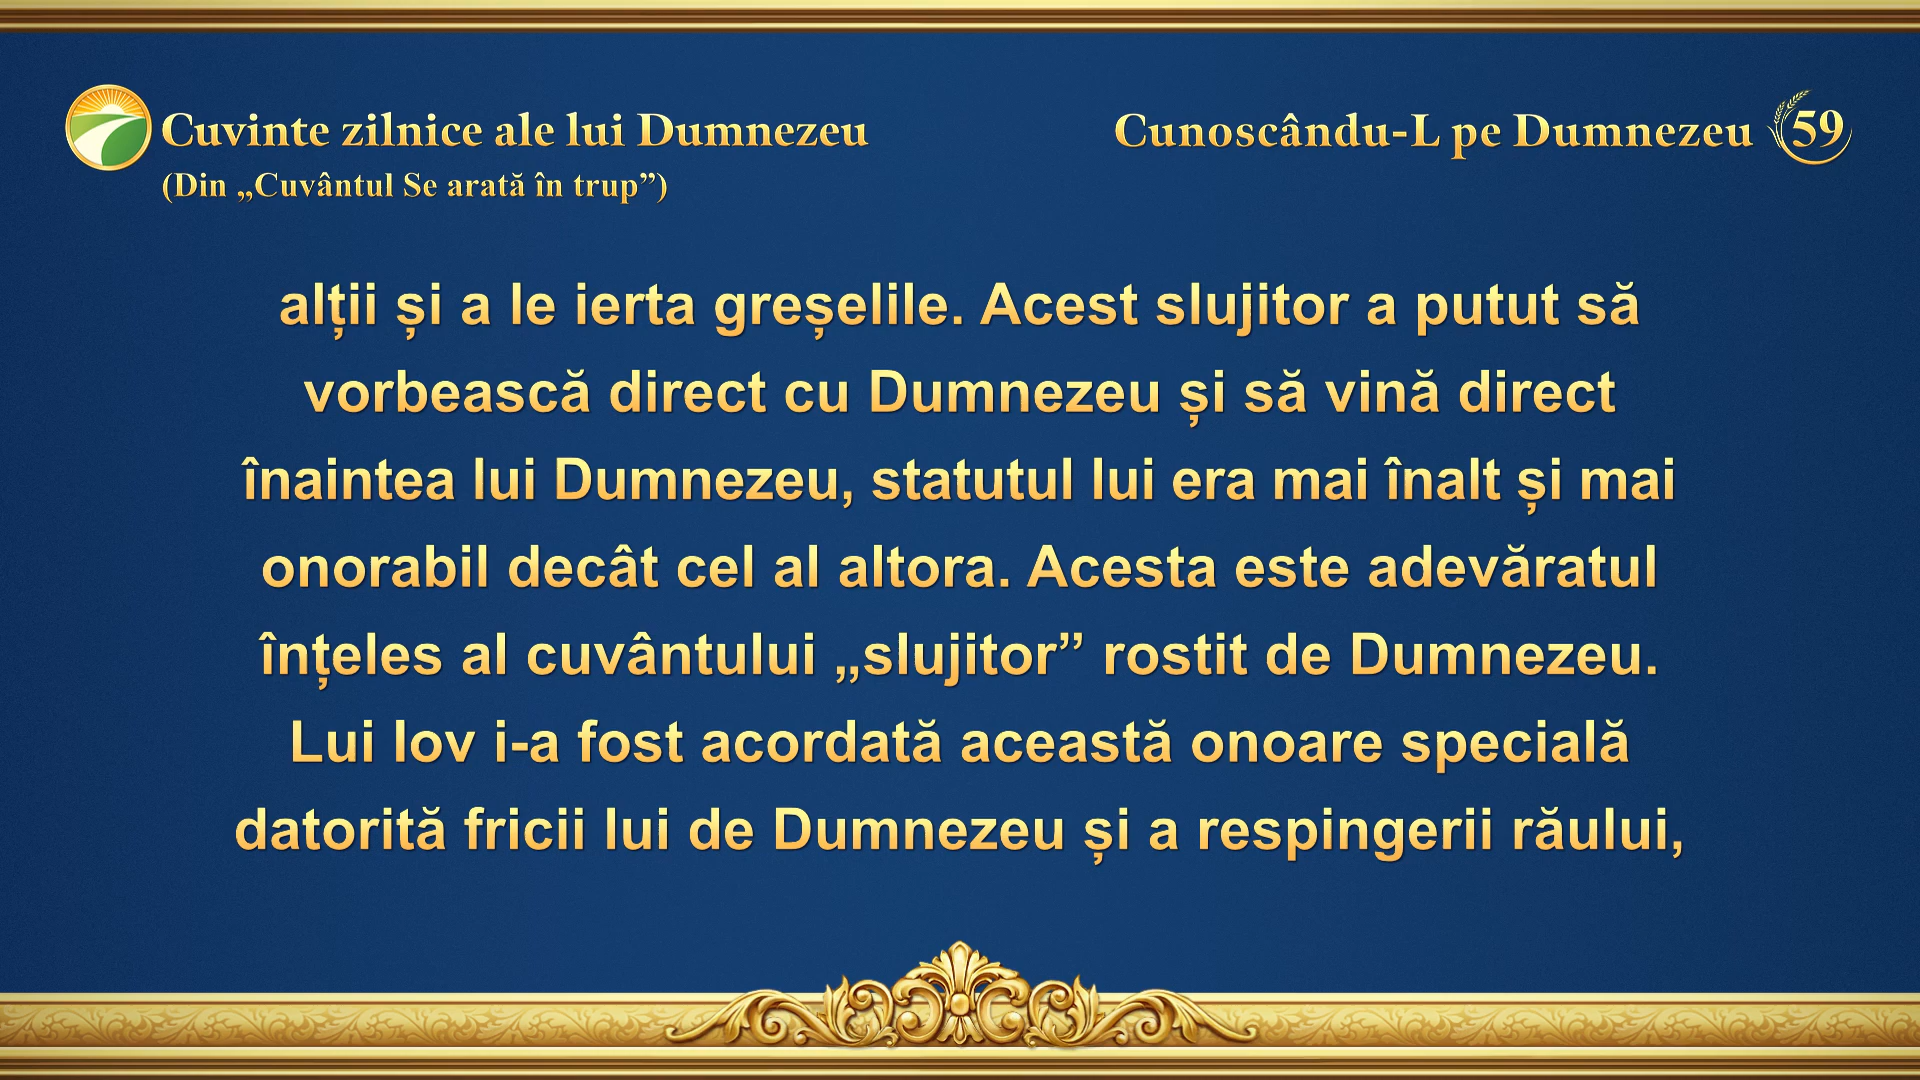 Cuvinte zilnice ale lui Dumnezeu
(Din „Cuvântul Se arată în trup”)
Cunoscându-L pe Dumnezeu 59
alții și a le ierta greșelile. Acest slujitor a putut să
vorbească direct cu Dumnezeu și să vină direct
înaintea lui Dumnezeu, statutul lui era mai înalt și mai
onorabil decât cel al altora. Acesta este adevăratul
înțeles al cuvântului „slujitor” rostit de Dumnezeu.
Lui Iov i-a fost acordată această onoare specială
datorită fricii lui de Dumnezeu și a respingerii răului,